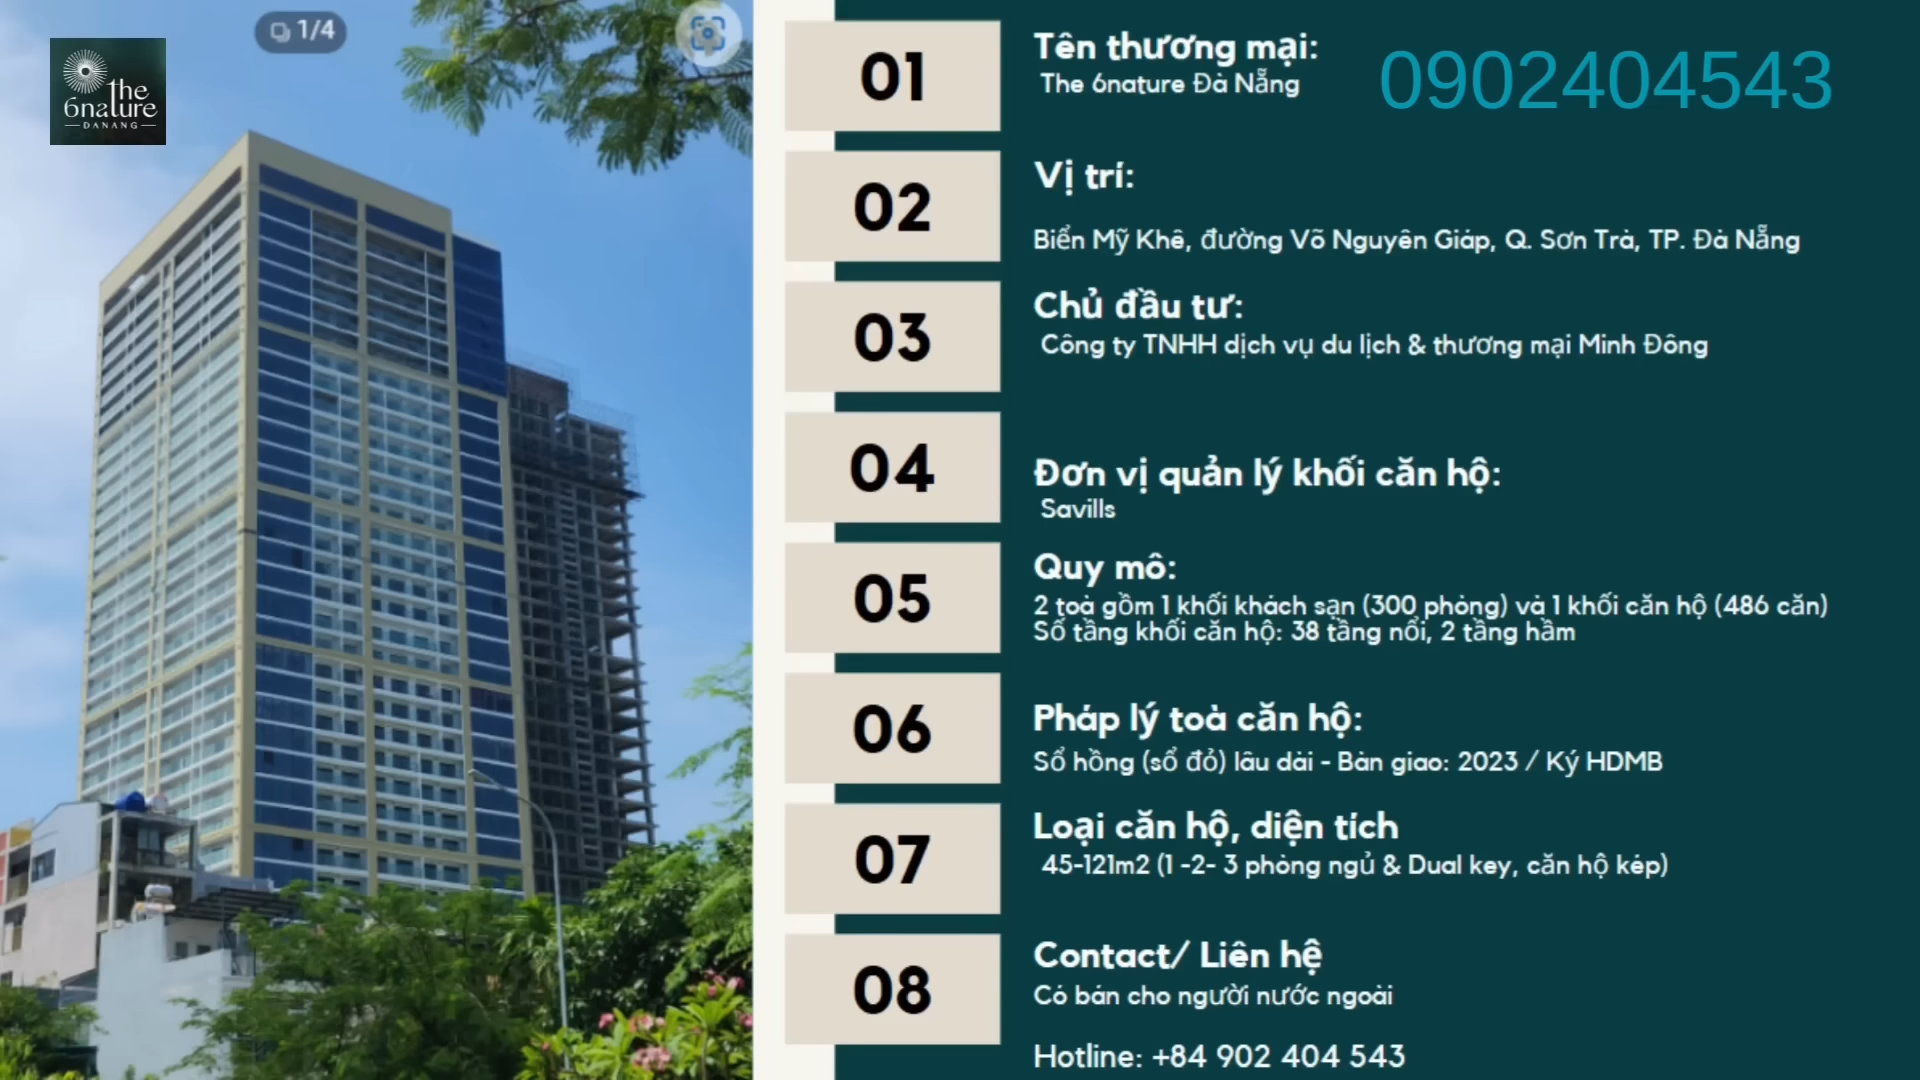 1/4
the
6nature
DANANG
01
Tên thương mại:
The 6nature Đà Nẵng
0902404543
02
Vị trí:
Biển Mỹ Khê, đường Võ Nguyên Giáp, Q. Sơn Trà, TP. Đà Nẵng
03
Chủ đầu tư:
Công ty TNHH dịch vụ du lịch & thương mại Minh Đông
04
Đơn vị quản lý khối căn hộ:
Savills
05
Quy mô:
2 toà gồm 1 khối khách sạn (300 phòng) và 1 khối căn hộ (486 căn)
Số tầng khối căn hộ: 38 tầng nổi, 2 tầng hầm
06
Pháp lý toà căn hộ:
Sổ hồng (sổ đỏ) lâu dài - Bàn giao: 2023 / Ký HDMB
07
Loại căn hộ, diện tích
45-121m2 (1 -2- 3 phòng ngủ & Dual key, căn hộ kép)
08
Contact/ Liên hệ
Có bán cho người nước ngoài
Hotline: +84 902 404 543